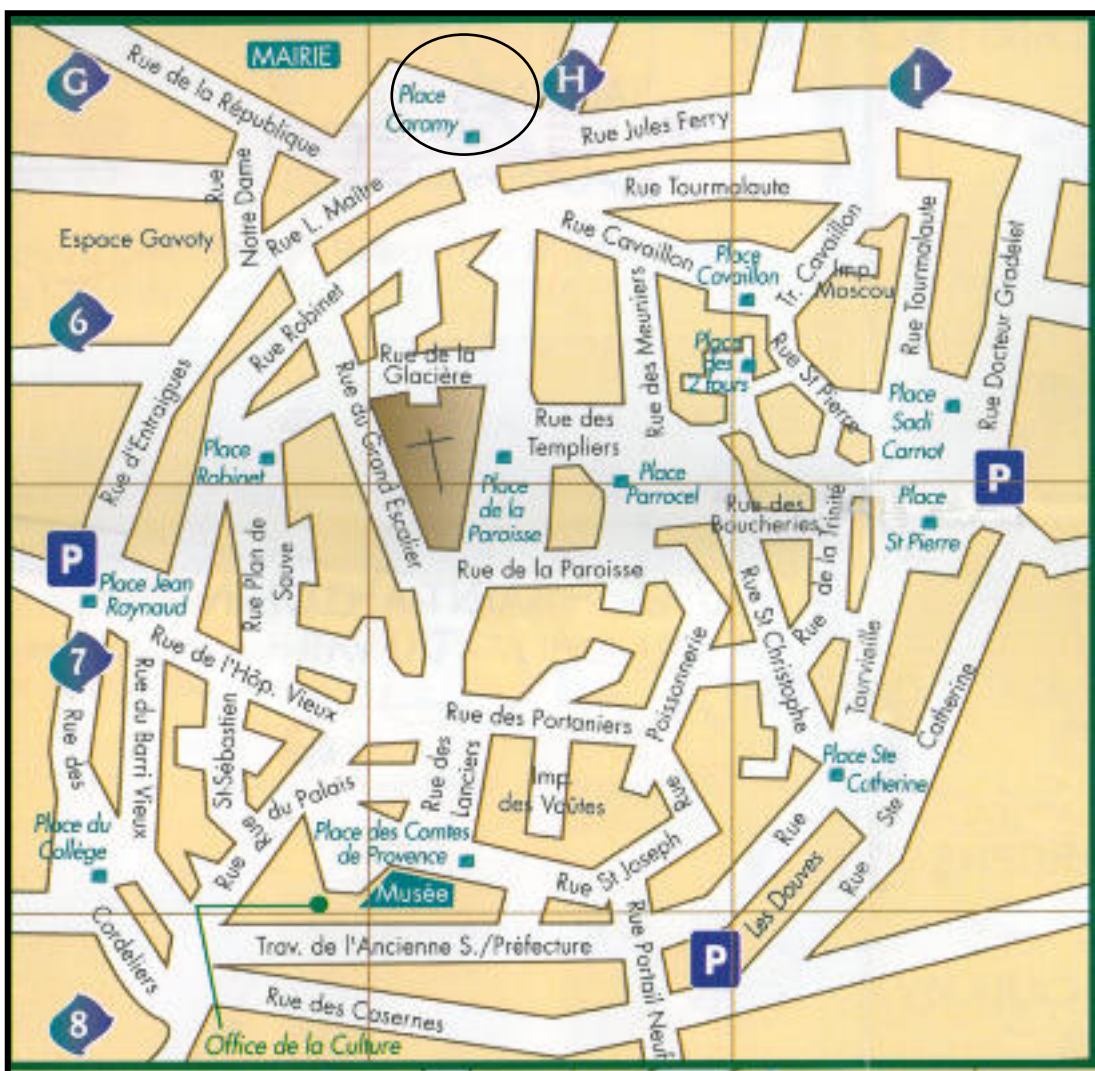 G
Rue de la République
MAIRIE
Place
Caramy
H
I
Rue Jules Ferry
Rue
Notre Dame
Espace Gavoty
Rue L. Maître
Rue Tourmalaute
Rue Cavaillon
Place
Cavaillon
Tr. Cavaillon
Imp.
Moscou
Rue Tourmalaute
Rue Docteur Gradelet
6
Rue Robinet
Rue de la
Glacière
Rue des Meuniers
Place
des
2 Tours
Rue St Pierre
Place
Sadi
Carnot
Rue d'Entraigues
Place
Robinet
Rue du Grand Escalier
Rue des
Templiers
Place
de la
Paroisse
Place
Parrocel
Rue des
Boucheries
Rue de la Trinité
Place
St Pierre
P
P
Place Jean
Raynaud
Rue Plan de
Sauve
Rue de la Paroisse
7
Rue de l'Hôp. Vieux
Rue du Barri Vieux
Rue des
St Sébastien
Rue des Portaniers
Poissonnerie
Rue
Rue St Christophe
Tourvieille
Catherine
Ste
Rue
Place Ste
Catherine
Rue du Palais
Rue
Rue des
Lanciers
Imp.
des Voûtes
Place du
Collège
Place des Comtes
de Provence
Musée
Rue St Joseph
Rue
Les Douves
Cordeliers
Trav. de l'Ancienne S./Préfecture
Rue Portail Neuf
P
8
Rue des Casernes
Office de la Culture